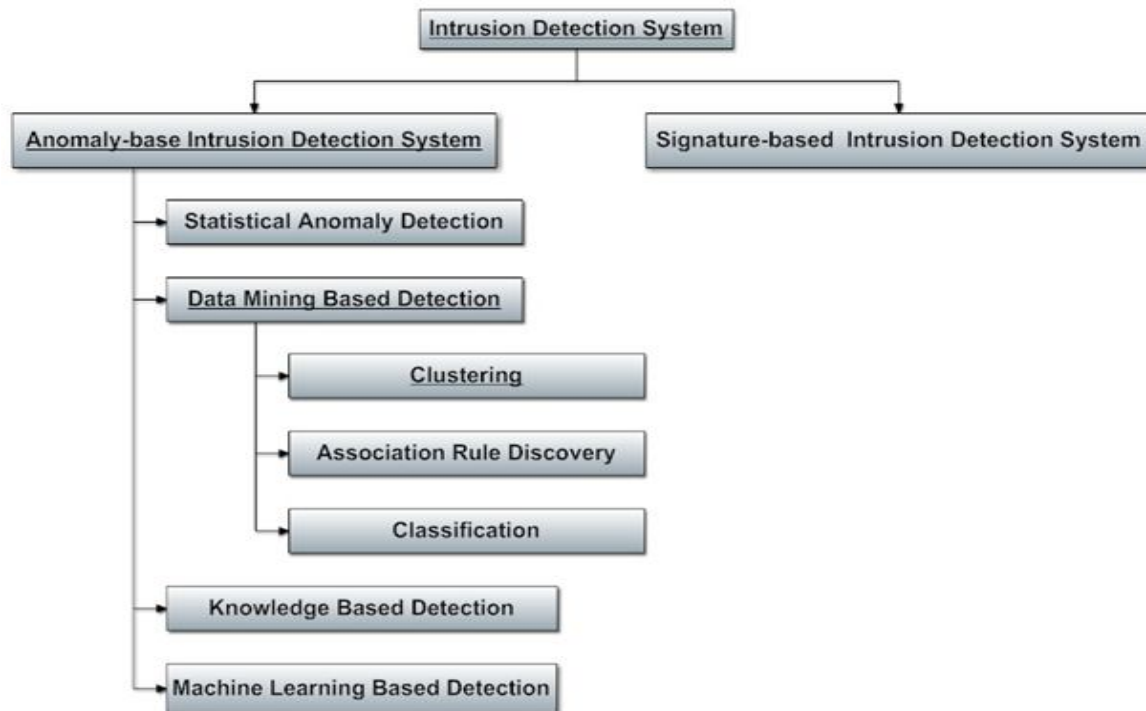 Intrusion Detection System
Anomaly-base Intrusion Detection System
Signature-based Intrusion Detection System
Statistical Anomaly Detection
Data Mining Based Detection
Clustering
Association Rule Discovery
Classification
Knowledge Based Detection
Machine Learning Based Detection